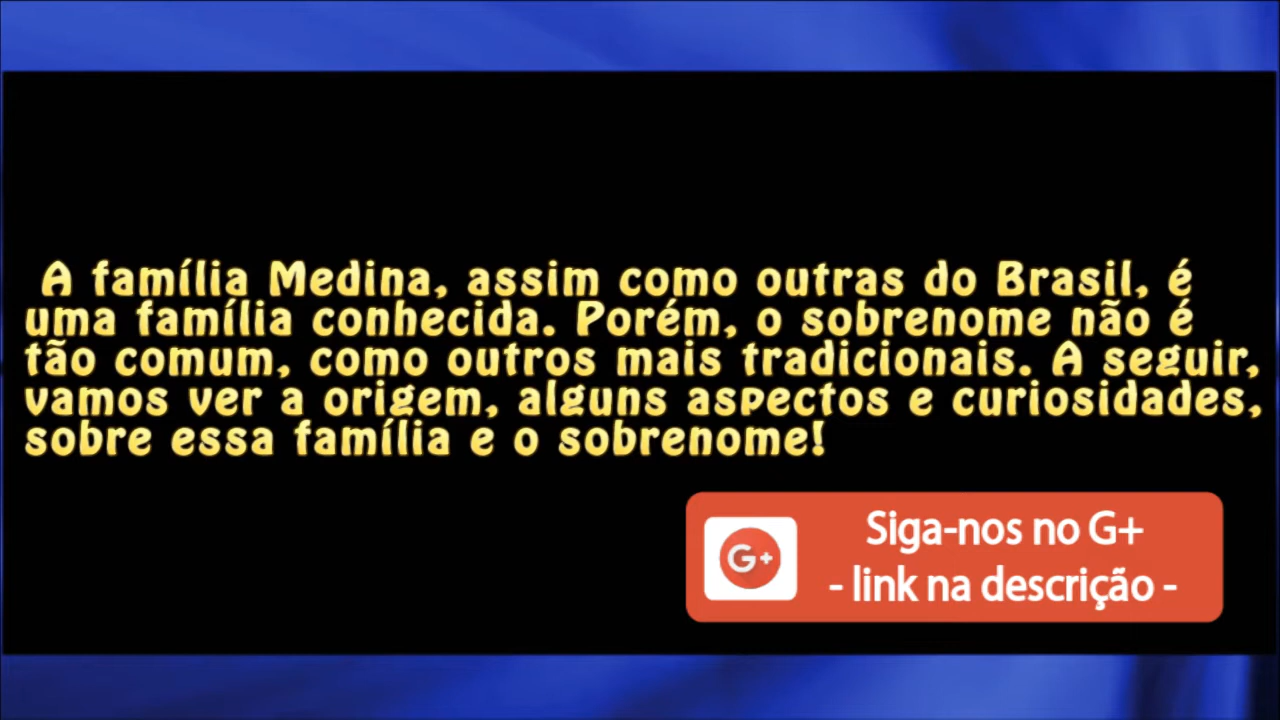 A família Medina, assim como outras do Brasil, é
uma família conhecida. Porém, o sobrenome não é
tão comum, como outros mais tradicionais. A seguir,
vamos ver a origem, alguns aspectos e curiosidades,
sobre essa família e o sobrenome!
Siga-nos no G+
G+
- link na descrição -